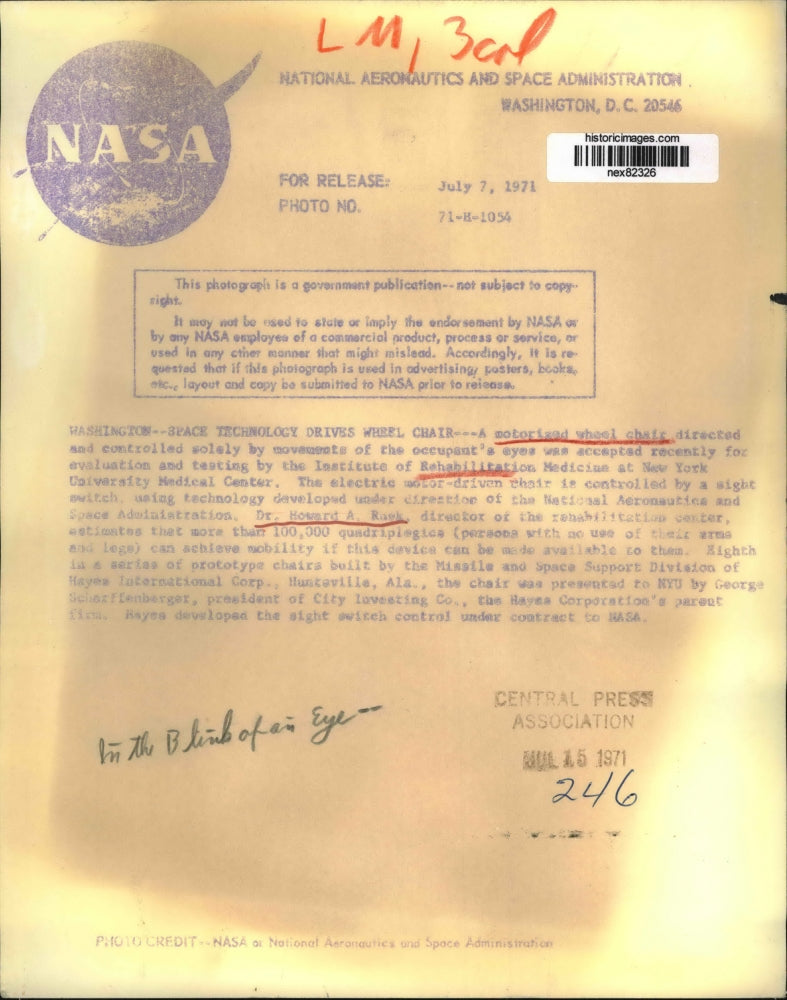 LM, 3 col
NATIONAL AERONAUTICS AND SPACE ADMINISTRATION
WASHINGTON, D. C. 20546
NASA
historicimages.com
nex82326
FOR RELEASE:
July 7, 1971
PHOTO NO.
71-H-1054
This photograph is a government publication--not subject to copy-
right.
It may not be used to state or imply the endorsement by NASA or
by any NASA employee of a commercial product, process or service, or
used in any other manner that might mislead. Accordingly, it is re-
quested that if this photograph is used in advertising, posters, books,
etc., layout and copy be submitted to NASA prior to release.
WASHINGTON--SPACE TECHNOLOGY DRIVES WHEEL CHAIR---A motorized wheel chair directed
and controlled solely by movements of the occupant's eyes was accepted recently for
evaluation and testing by the Institute of Rehabilitation Medicine at New York
University Medical Center. The electric motor-driven chair is controlled by a sight
switch, using technology developed under direction of the National Aeronautics and
Space Administration. Dr. Howard A. Rusk, director of the rehabilitation center,
estimates that more than 100,000 quadriplegics (persons with no use of their arms
and legs) can achieve mobility if this device can be made available to them. Eighth
in a series of prototype chairs built by the Missile and Space Support Division of
Hayes International Corp., Huntsville, Ala., the chair was presented to NYU by George
Scharffenberger, president of City Investing Co., the Hayes Corporation's parent
firm. Hayes developed the sight switch control under contract to NASA.
In the Blink of an Eye--
CENTRAL PRESS
ASSOCIATION
JUL 15 1971
246
PHOTO CREDIT--NASA or National Aeronautics and Space Administration